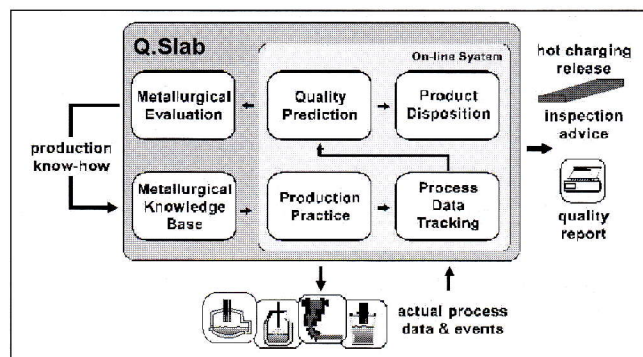 Q.Slab
On-line System
Metallurgical
Evaluation
Quality
Prediction
Product
Disposition
Metallurgical
Knowledge
Base
Production
Practice
Process
Data
Tracking
production
know-how
hot charging
release
inspection
advice
quality
report
actual process
data & events